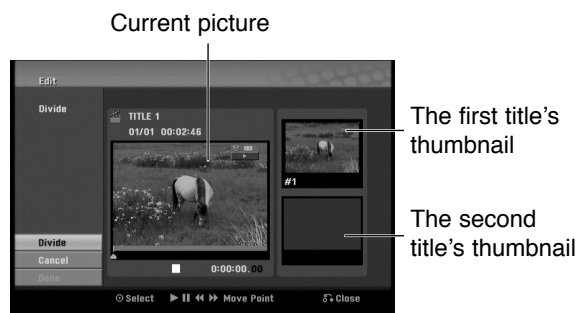 Current picture
Edit
Divide
TITLE 1
01/01 00:02:46
#1
The first title's
thumbnail
The second
title's thumbnail
Divide
Cancel
Done
0:00:00.00
Select
Move Point
Close